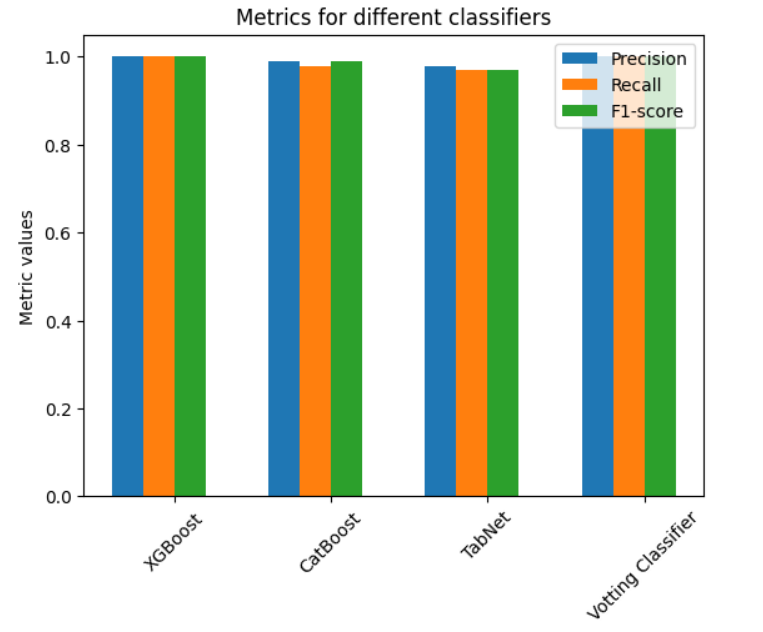 Metrics for different classifiers
Precision
Recall
F1-score
1.0
0.8
0.6
0.4
0.2
0.0
Metric values
XGBoost
CatBoost
TabNet
Votting Classifier